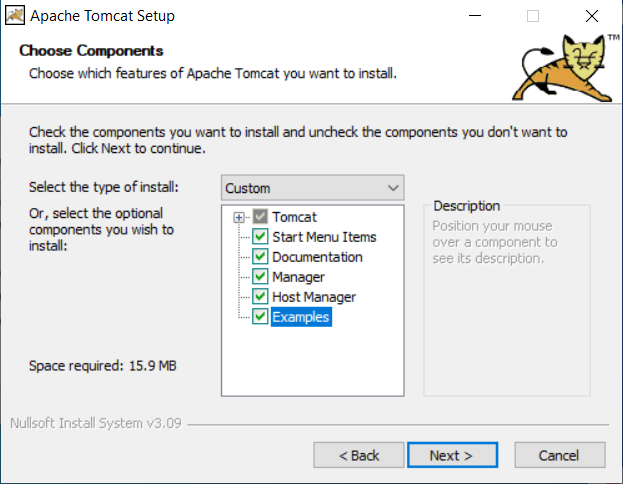 Apache Tomcat Setup
Choose Components
Choose which features of Apache Tomcat you want to install.
TM
Check the components you want to install and uncheck the components you don't want to
install. Click Next to continue.
Select the type of install:
Custom
Or, select the optional
components you wish to
install:
Tomcat
Start Menu Items
Documentation
Manager
Host Manager
Examples
Description
Position your mouse
over a component to
see its description.
Space required: 15.9 MB
Nullsoft Install System v3.09
< Back
Next >
Cancel